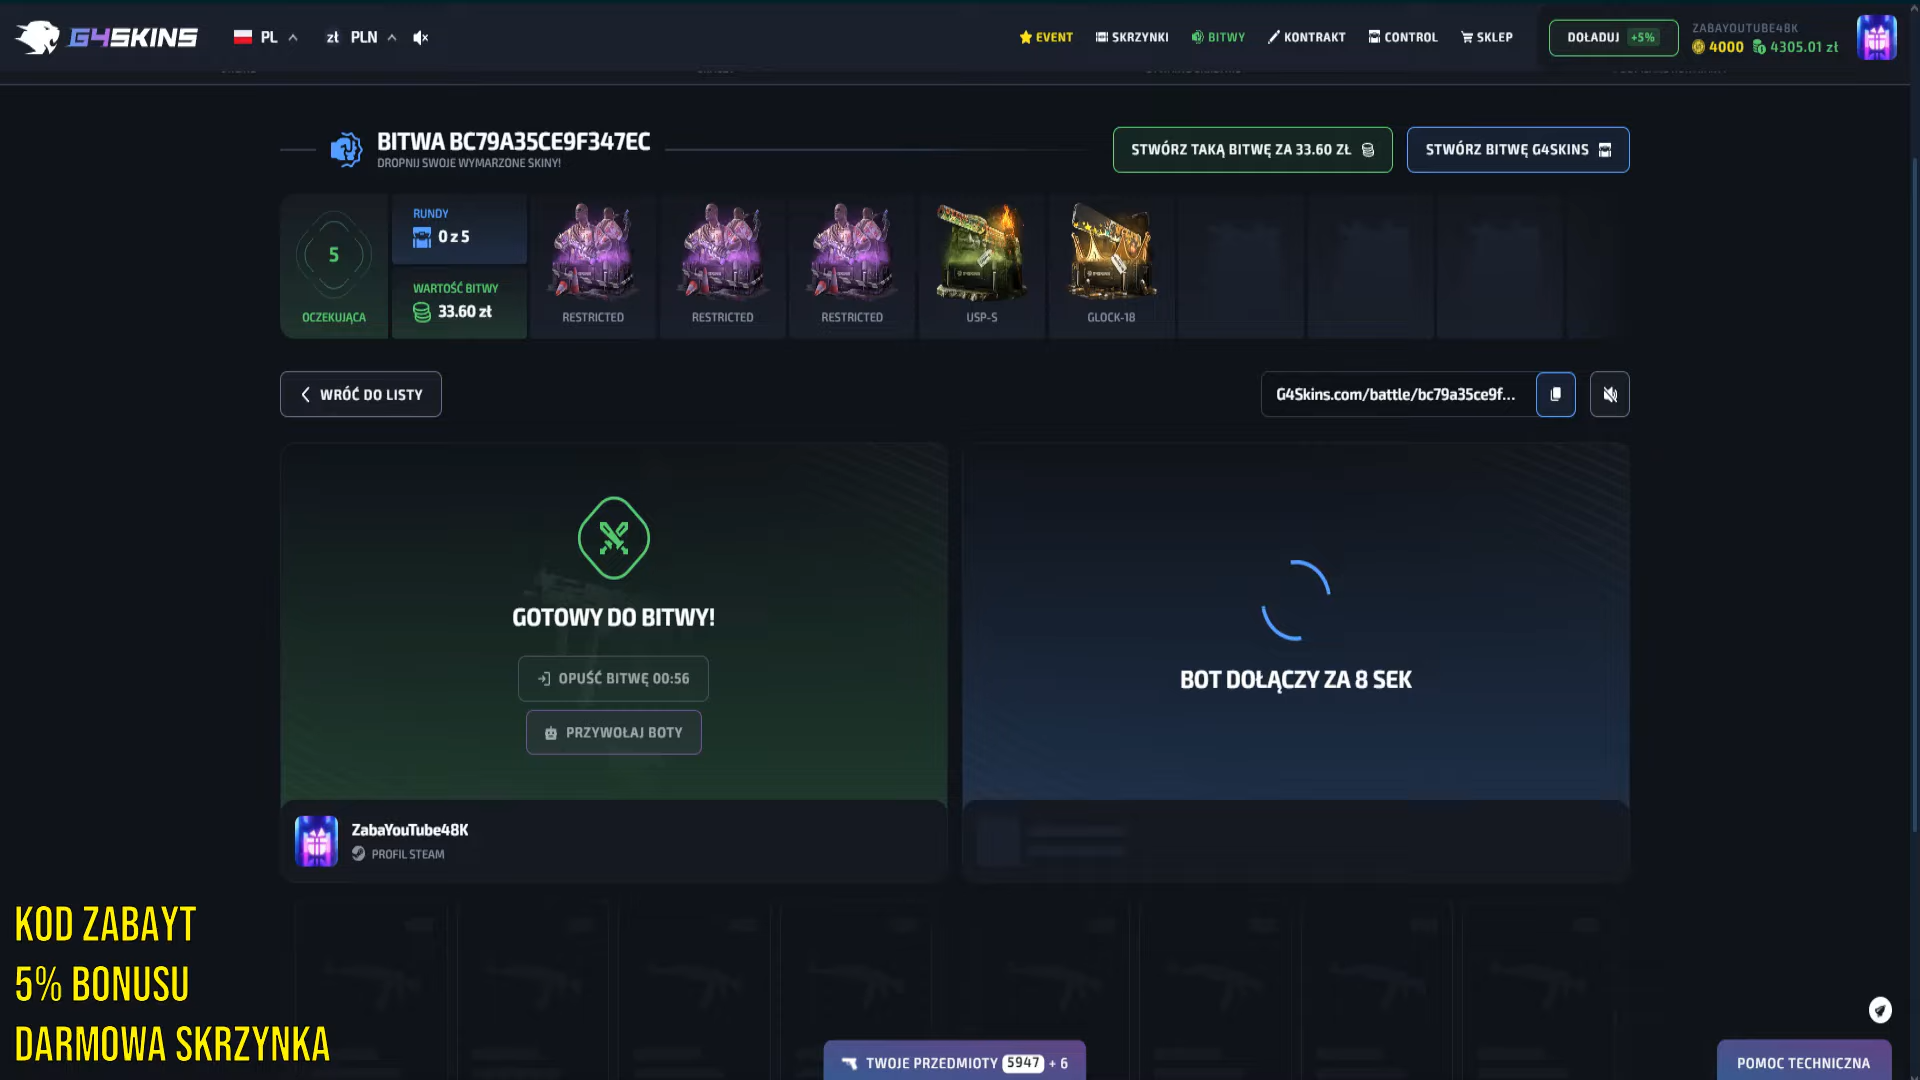 G4SKINS
PL
zł PLN
EVENT
SKRZYNKI
BITWY
KONTRAKT
CONTROL
SKLEP
DOŁADUJ +5%
ZABAYOUTUBE48K
4000 4305.01 zł
BITWA BC79A35CE9F347EC
DROPNIJ SWOJE WYMARZONE SKINY!
STWÓRZ TAKĄ BITWĘ ZA 33.60 ZŁ
STWÓRZ BITWĘ G4SKINS
5
OCZEKUJĄCA
RUNDY
0 z 5
WARTOŚĆ BITWY
33.60 zł
RESTRICTED
RESTRICTED
RESTRICTED
USP-S
GLOCK-18
WRÓĆ DO LISTY
G4Skins.com/battle/bc79a35ce9f...
GOTOWY DO BITWY!
OPUŚĆ BITWĘ 00:56
PRZYWOŁAJ BOTY
BOT DOŁĄCZY ZA 8 SEK
ZabaYouTube48K
PROFIL STEAM
KOD ZABAYT
5% BONUSU
DARMOWA SKRZYNKA
TWOJE PRZEDMIOTY 5947 + 6
POMOC TECHNICZNA